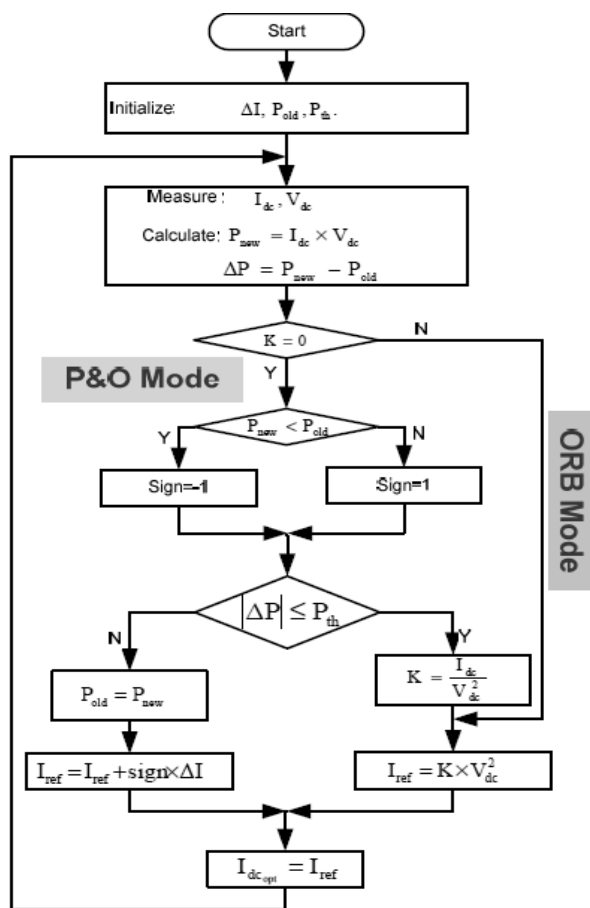 Start
Initialize: ΔI, P_old, P_th.
Measure: I_dc, V_dc
Calculate: P_new = I_dc × V_dc
ΔP = P_new − P_old
K = 0
N
Y
P&O Mode
ORB Mode
P_new < P_old
Y
N
Sign=-1
Sign=1
|ΔP| ≤ P_th
N
Y
P_old = P_new
K = I_dc / V_dc^2
I_ref = I_ref + sign×ΔI
I_ref = K × V_dc^2
I_dc_opt = I_ref